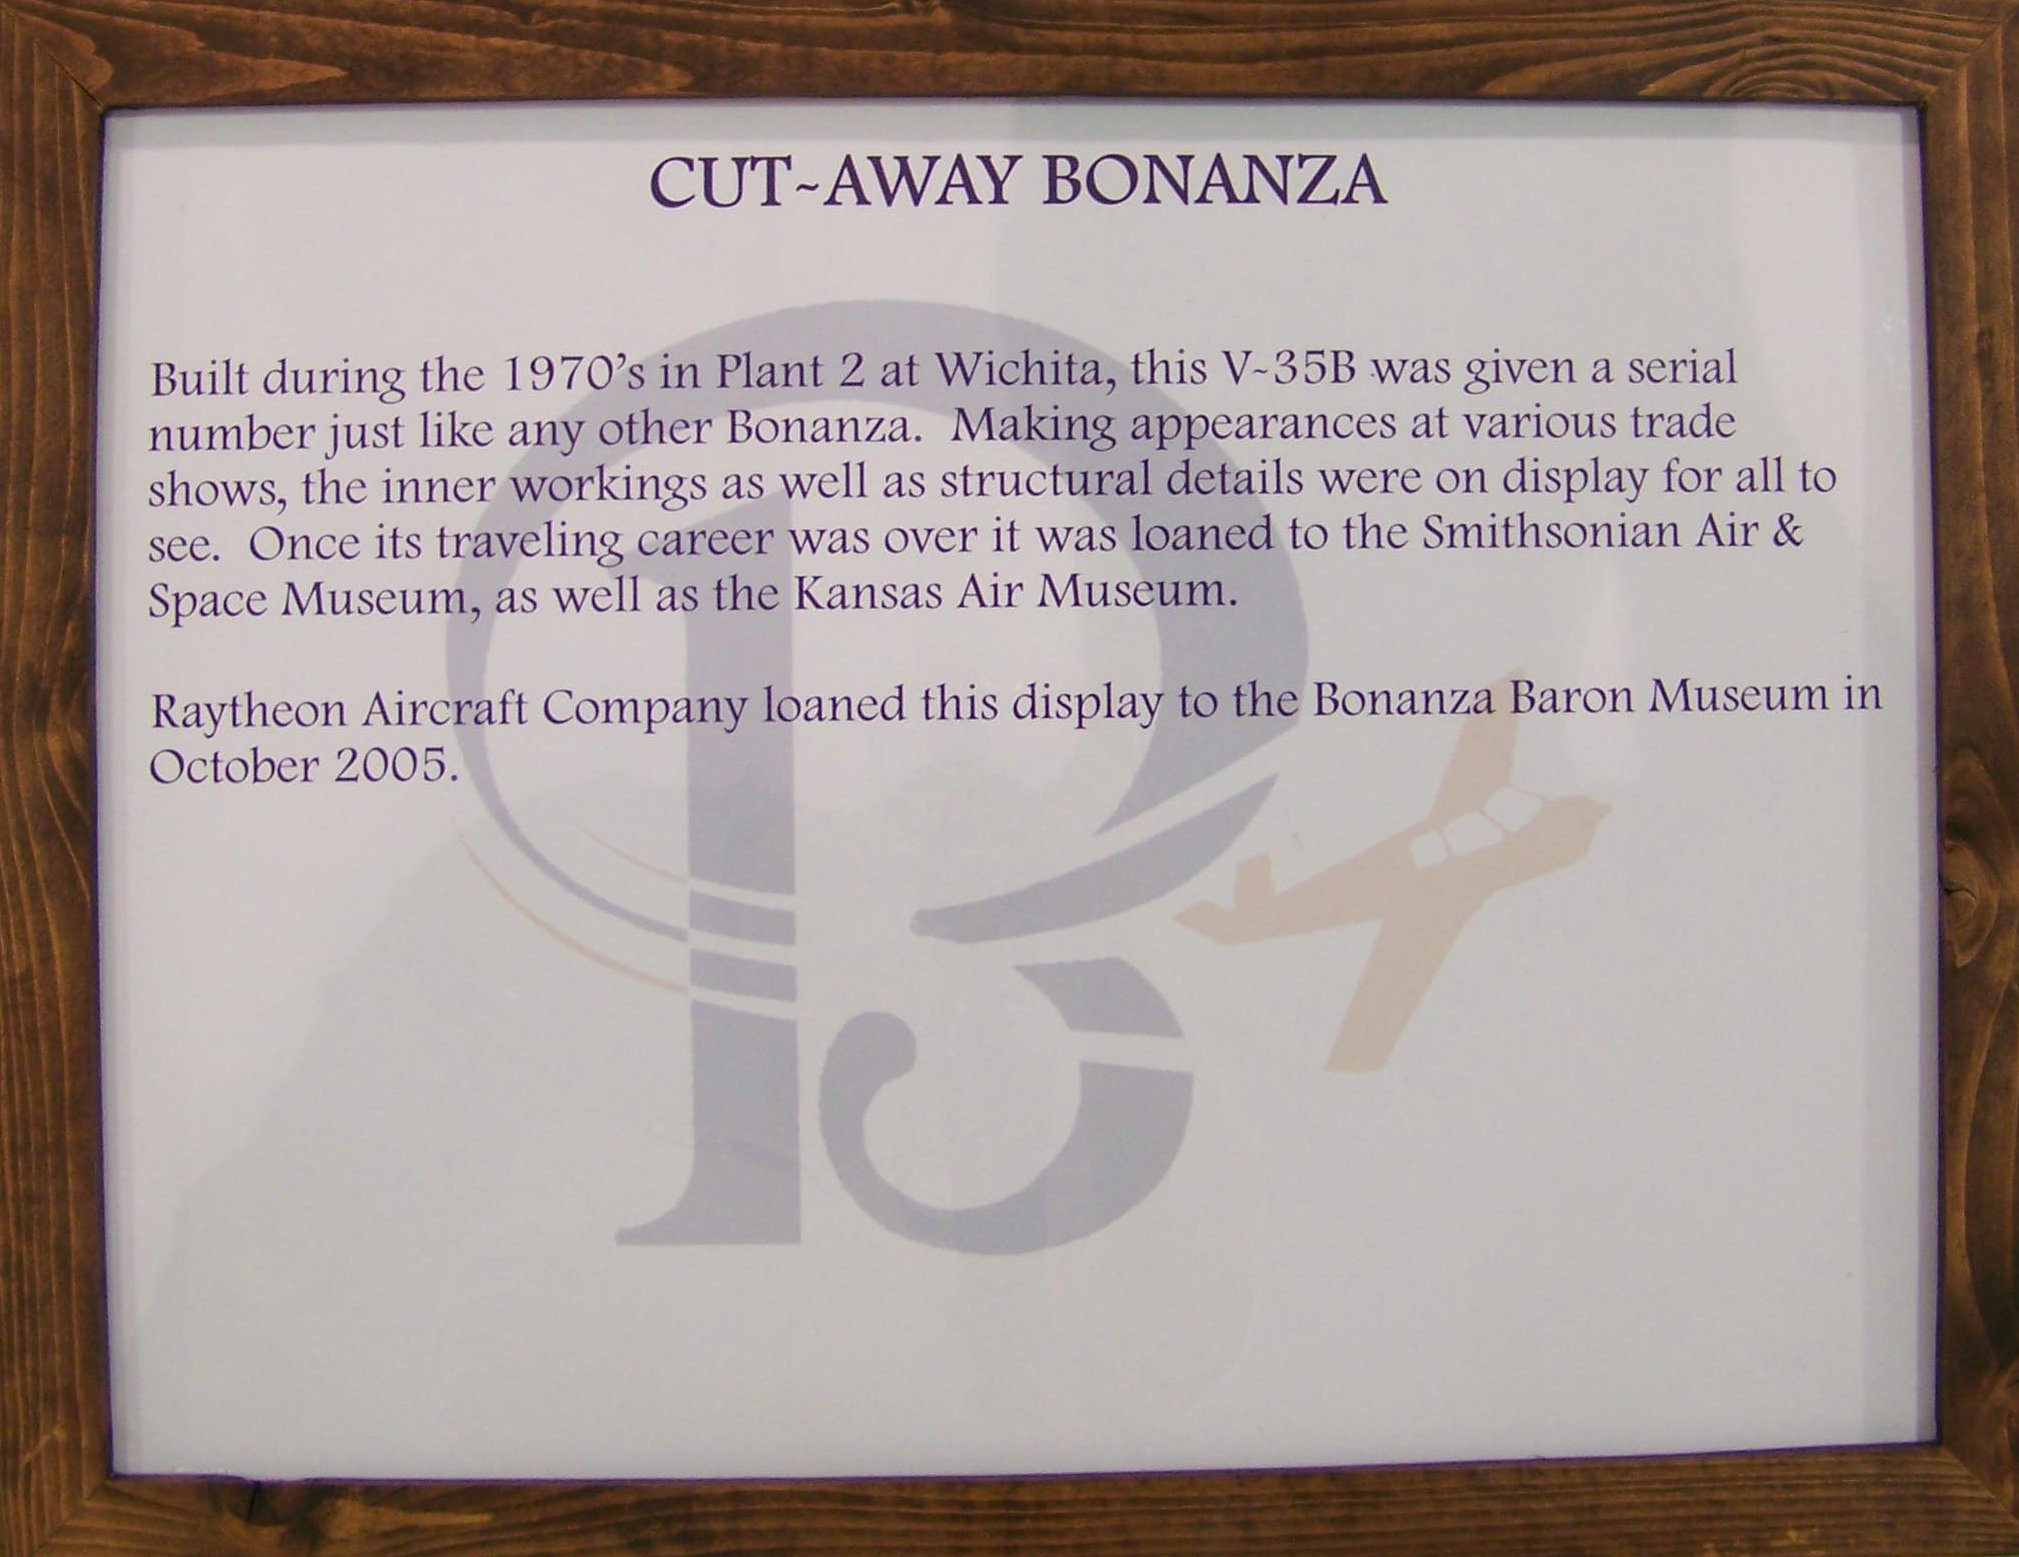 CUT-AWAY BONANZA
Built during the 1970's in Plant 2 at Wichita, this V-35B was given a serial
number just like any other Bonanza. Making appearances at various trade
shows, the inner workings as well as structural details were on display for all to
see. Once its traveling career was over it was loaned to the Smithsonian Air &
Space Museum, as well as the Kansas Air Museum.
Raytheon Aircraft Company loaned this display to the Bonanza Baron Museum in
October 2005.